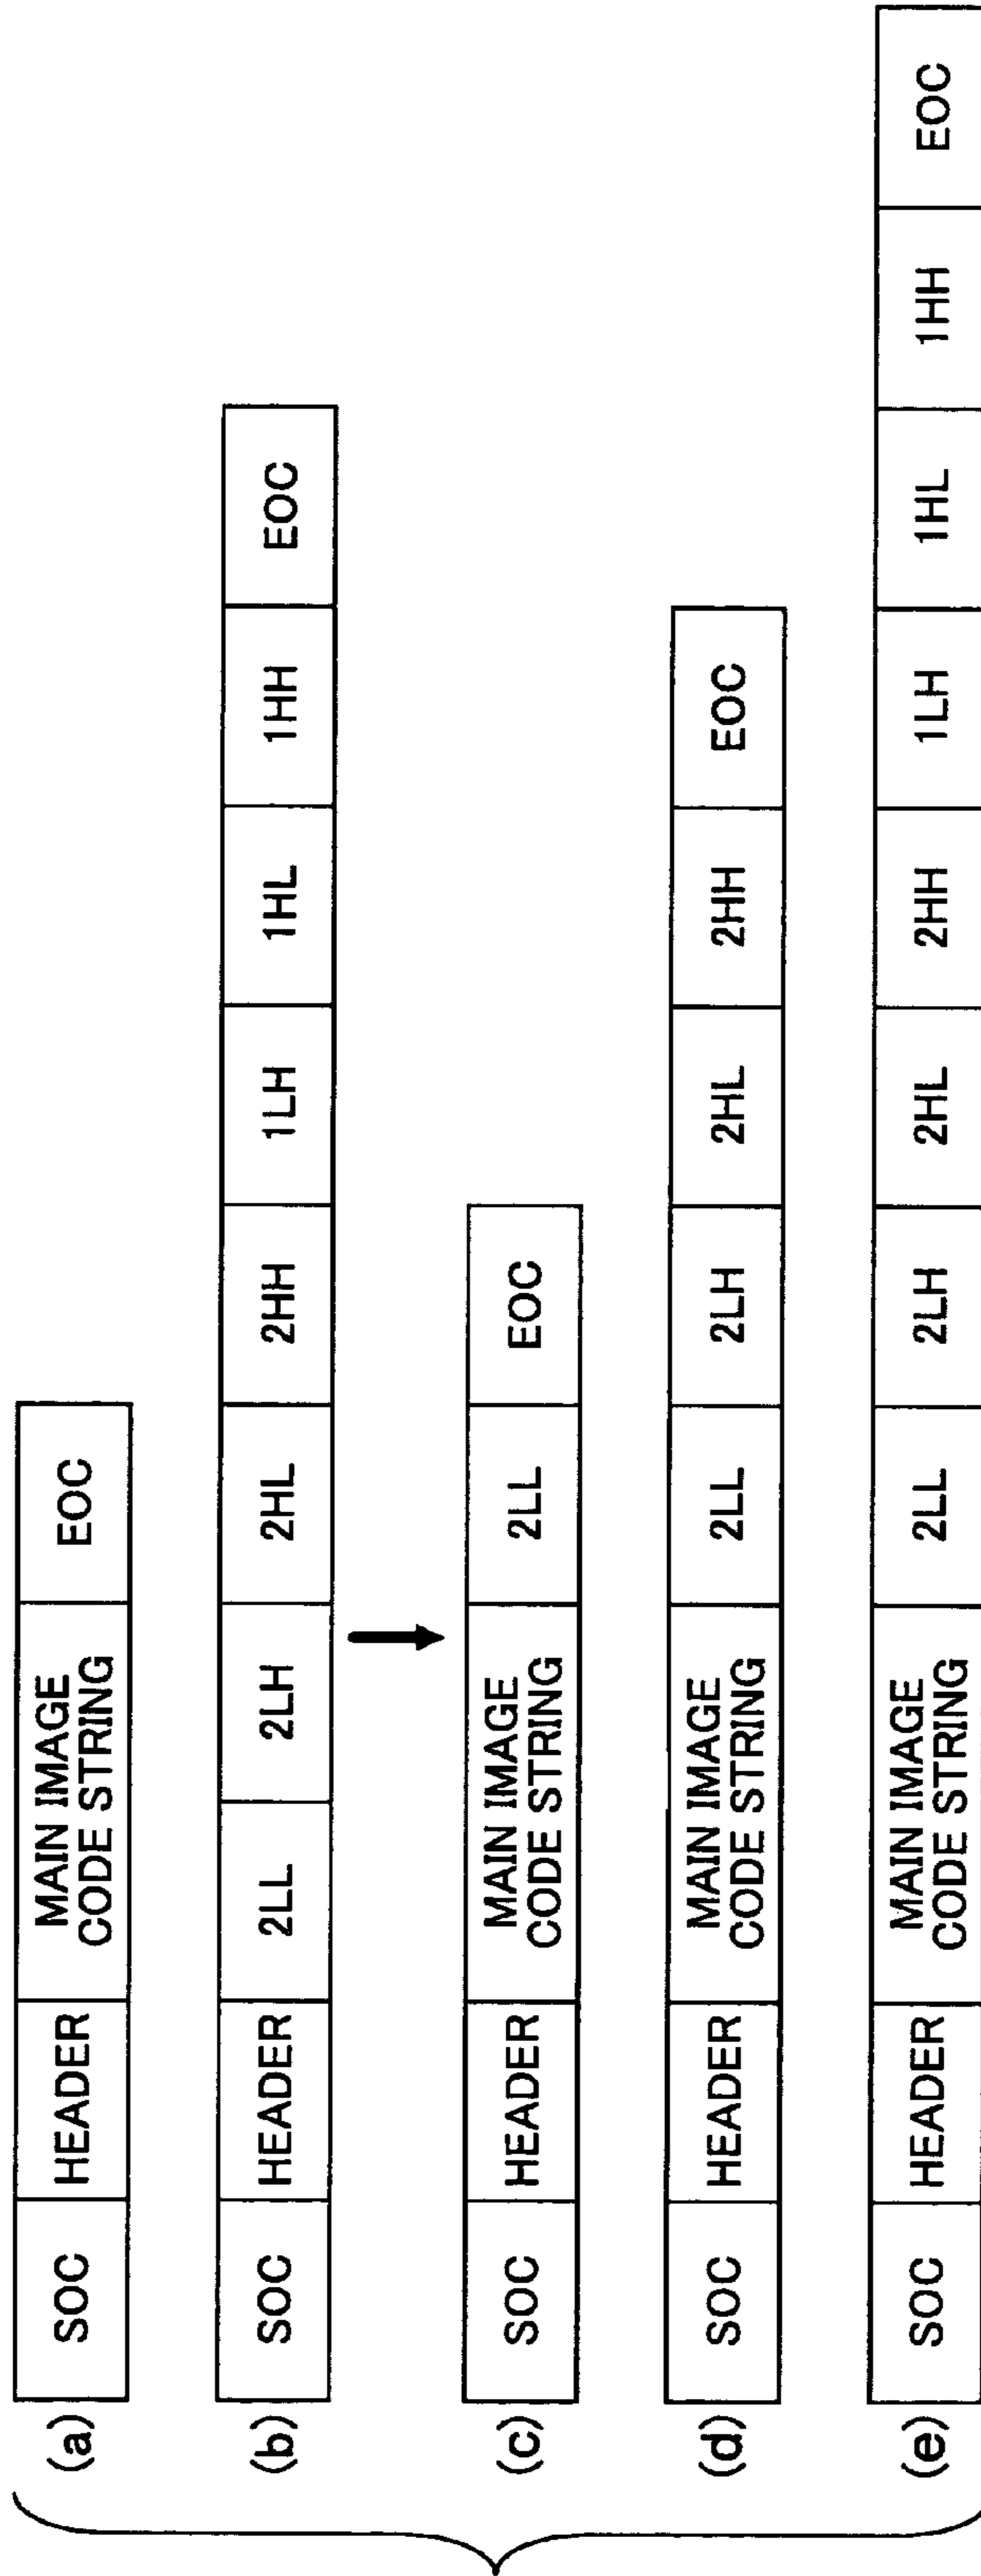 (a)
SOC
HEADER
MAIN IMAGE
CODE STRING
EOC
(b)
SOC
HEADER
2LL
2LH
2HL
2HH
1LH
1HL
1HH
EOC
(c)
SOC
HEADER
MAIN IMAGE
CODE STRING
2LL
EOC
(d)
SOC
HEADER
MAIN IMAGE
CODE STRING
2LL
2LH
2HL
2HH
EOC
(e)
SOC
HEADER
MAIN IMAGE
CODE STRING
2LL
2LH
2HL
2HH
1LH
1HL
1HH
EOC